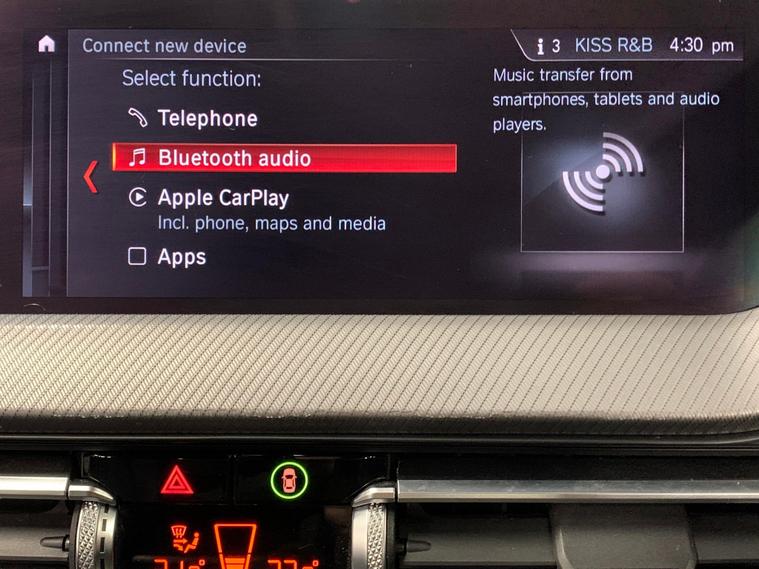 Connect new device
3 KISS R&B 4:30 pm
Select function:
Telephone
Bluetooth audio
Apple CarPlay
Incl. phone, maps and media
Apps
Music transfer from
smartphones, tablets and audio
players.